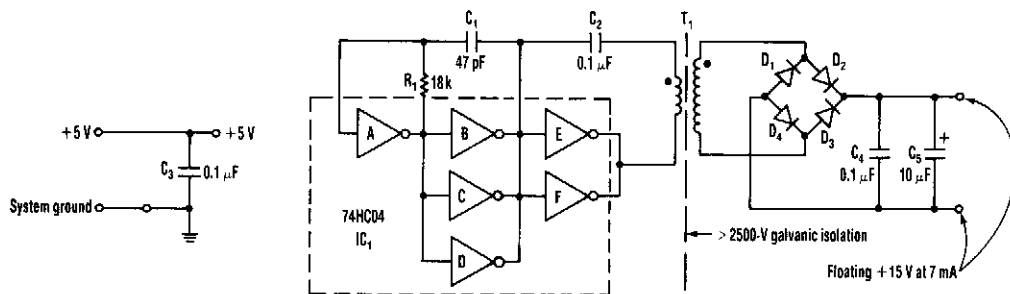 C₁
47 pF
C₂
0.1 μF
T₁
R₁
18k
D₁
D₂
D₄
D₃
A
B
E
C
F
D
74HC04
IC₁
+5 V
+5 V
C₃
0.1 μF
System ground
C₄
0.1 μF
C₅
10 μF
+
> 2500-V galvanic isolation
Floating +15 V at 7 mA